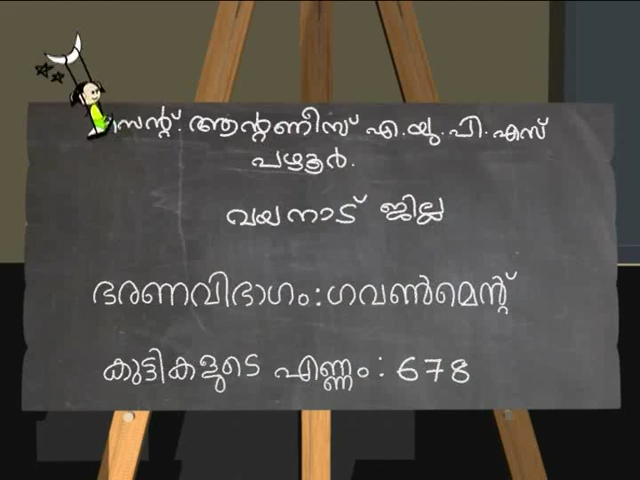 സെന്റ്. ആന്റണീസ് എ.യു.പി.എസ്
പഴൂർ.
വയനാട് ജില്ല
ഭരണവിഭാഗം:ഗവൺമെന്റ്
കുട്ടികളുടെ എണ്ണം : 678